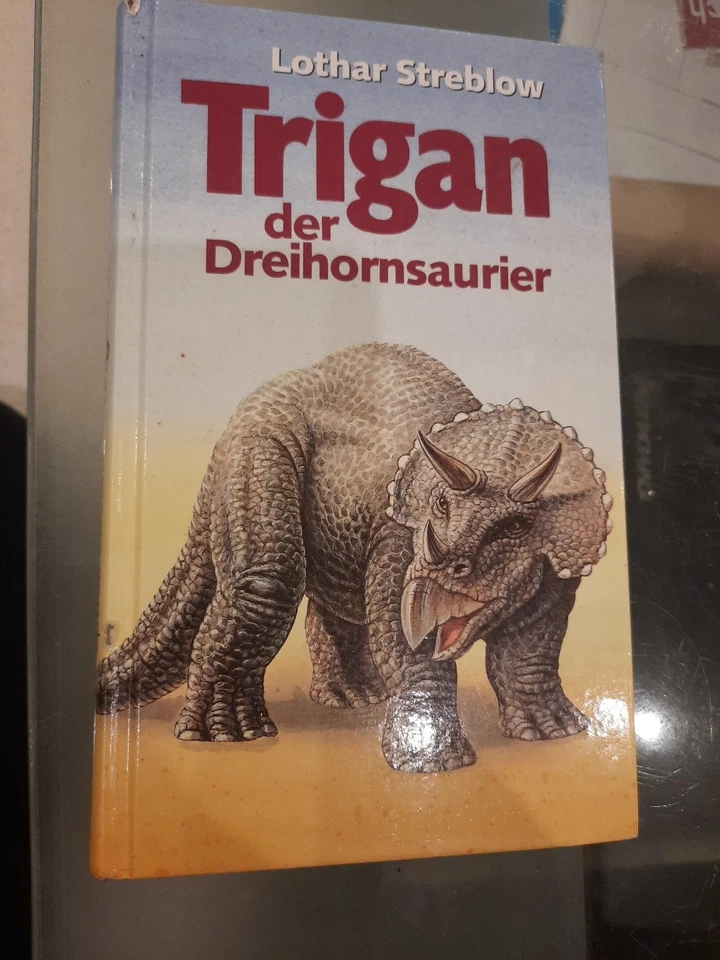 Lothar Streblow
Trigan
der
Dreihornsaurier